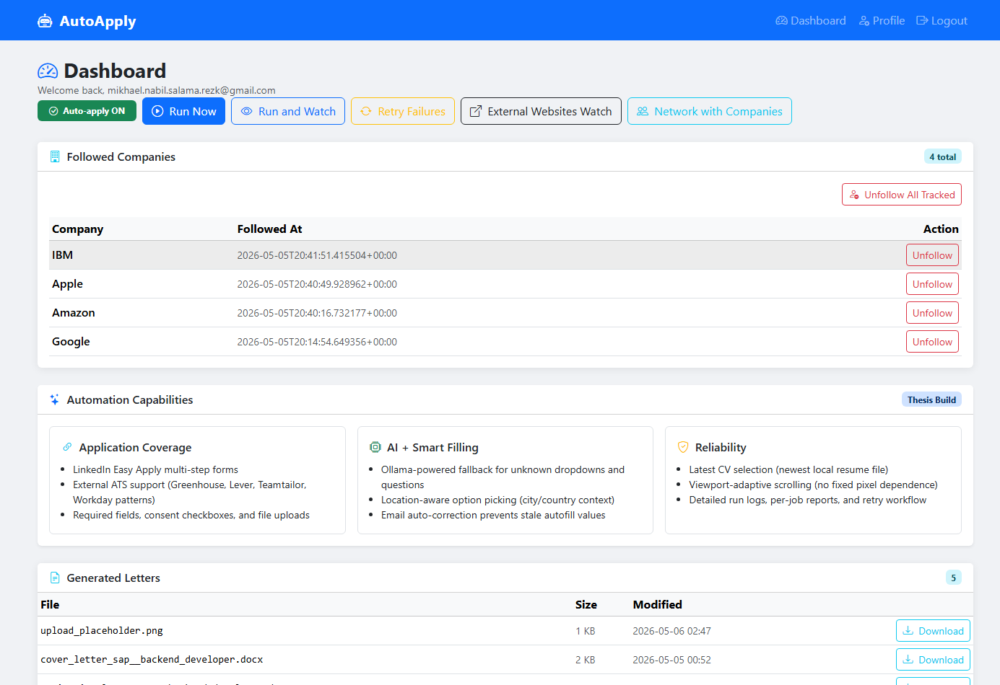 AutoApply
Dashboard Profile Logout
Dashboard
Welcome back, mikhael.nabil.salama.rezk@gmail.com
Auto-apply ON Run Now Run and Watch Retry Failures External Websites Watch Network with Companies
Followed Companies 4 total
Unfollow All Tracked
Company Followed At Action
IBM 2026-05-05T20:41:51.415504+00:00 Unfollow
Apple 2026-05-05T20:40:49.928962+00:00 Unfollow
Amazon 2026-05-05T20:40:16.732177+00:00 Unfollow
Google 2026-05-05T20:14:54.649356+00:00 Unfollow
Automation Capabilities Thesis Build
Application Coverage
LinkedIn Easy Apply multi-step forms
External ATS support (Greenhouse, Lever, Teamtailor,
Workday patterns)
Required fields, consent checkboxes, and file uploads
AI + Smart Filling
Ollama-powered fallback for unknown dropdowns and
questions
Location-aware option picking (city/country context)
Email auto-correction prevents stale autofill values
Reliability
Latest CV selection (newest local resume file)
Viewport-adaptive scrolling (no fixed pixel dependence)
Detailed run logs, per-job reports, and retry workflow
Generated Letters 5
File Size Modified
upload_placeholder.png 1 KB 2026-05-06 02:47 Download
cover_letter_sap__backend_developer.docx 2 KB 2026-05-05 00:52 Download